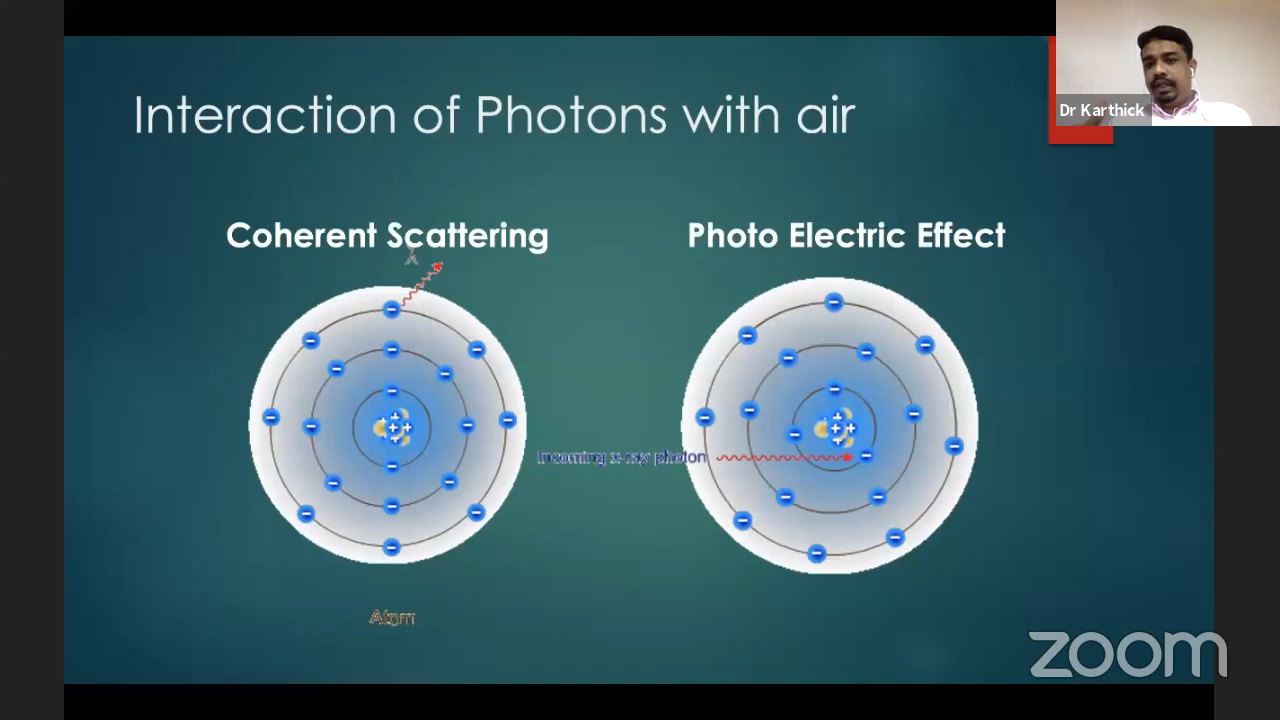 Interaction of Photons with air
Dr Karthick
Coherent Scattering
Photo Electric Effect
λ
Incoming x-ray photon
Atom
zoom